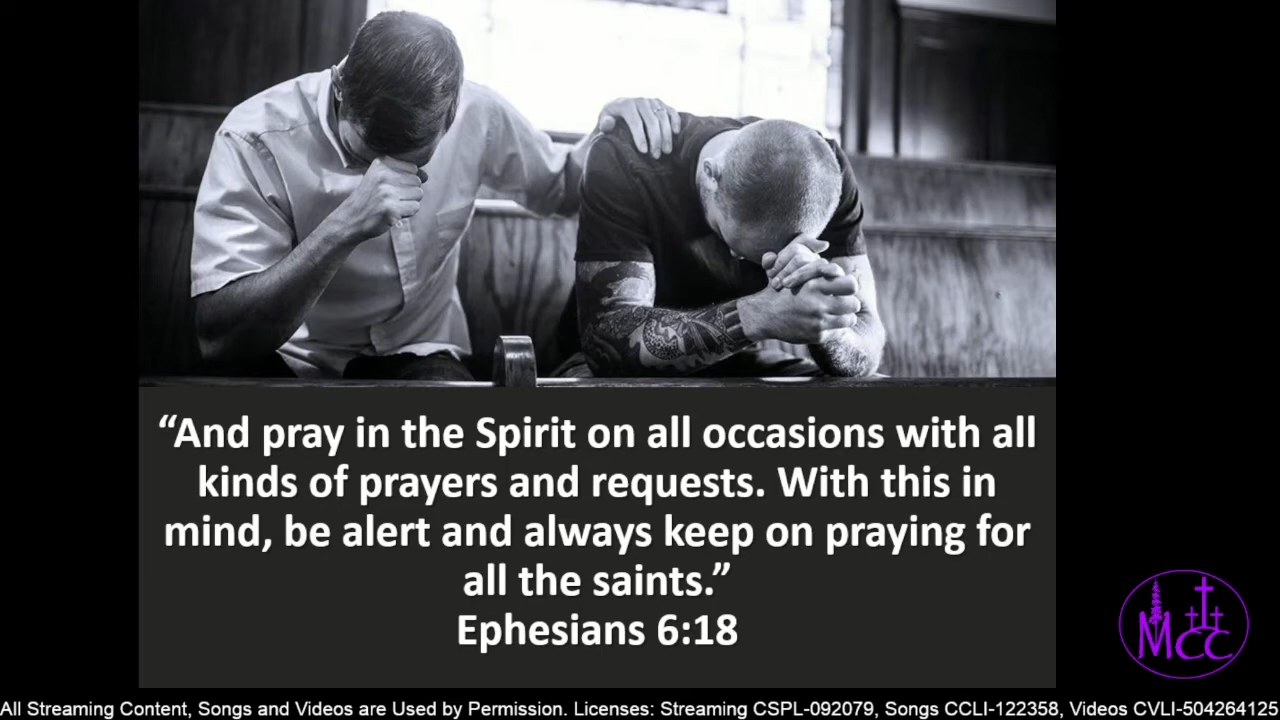 “And pray in the Spirit on all occasions with all
kinds of prayers and requests. With this in
mind, be alert and always keep on praying for
all the saints.”
Ephesians 6:18
MCC
All Streaming Content, Songs and Videos are Used by Permission. Licenses: Streaming CSPL-092079, Songs CCLI-122358, Videos CVLI-504264125